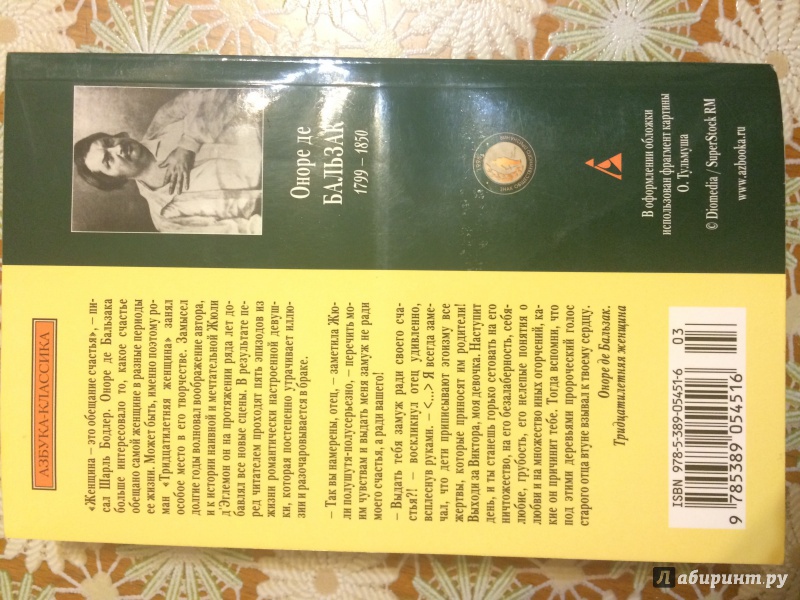 АЗБУКА-КЛАССИКА
«Женщина – это обещание счастья», – пи-
сал Шарль Бодлер. Оноре де Бальзака
больше интересовало то, какое счастье
обещано самой женщине в разные периоды
ее жизни. Может быть, именно поэтому ро-
ман «Тридцатилетняя женщина» занял
особое место в его творчестве. Замысел
долгие годы волновал воображение автора,
и к истории наивной и мечтательной Жюли
д'Эглемон он на протяжении ряда лет до-
бавлял все новые сцены. В результате пе-
ред читателем проходят пять эпизодов из
жизни романтически настроенной девуш-
ки, которая постепенно утрачивает иллю-
зии и разочаровывается в браке.
– Так вы намерены, отец, – заметила Жю-
ли полушутя-полусерьезно, – перечить мо-
им чувствам и выдать меня замуж не ради
моего счастья, а ради вашего!
– Выдать тебя замуж ради своего сча-
стья?! – воскликнул отец удивленно,
всплеснув руками. – <...> Я всегда заме-
чал, что дети приписывают эгоизму все
жертвы, которые приносят им родители!
Выходи за Виктора, моя девочка. Наступит
день, и ты станешь горько сетовать на его
ничтожество, на его безалаберность, себя-
любие, грубость, его нелепые понятия о
любви и на множество иных огорчений, ка-
кие он причинит тебе. Тогда вспомни, что
под этими деревьями пророческий голос
старого отца втуне взывал к твоему сердцу.
Оноре де Бальзак.
Тридцатилетняя женщина
ISBN 978-5-389-05451-6
03
9 785389 054516
Оноре де
БАЛЬЗАК
1799 – 1850
В оформлении обложки
использован фрагмент картины
О. Тульмуша
© Diomedia / SuperStock RM
www.azbooka.ru
Лабиринт.ру